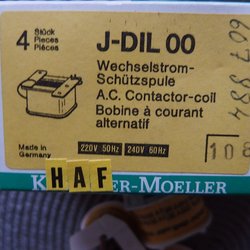 4 Stück
Pieces
Pièces
J-DIL 00
Wechselstrom-
Schützspule
A.C. Contactor-coil
Bobine à courant
alternatif
Made in
Germany
220V 50Hz
240V 60Hz
108
HAF
-MOELLER